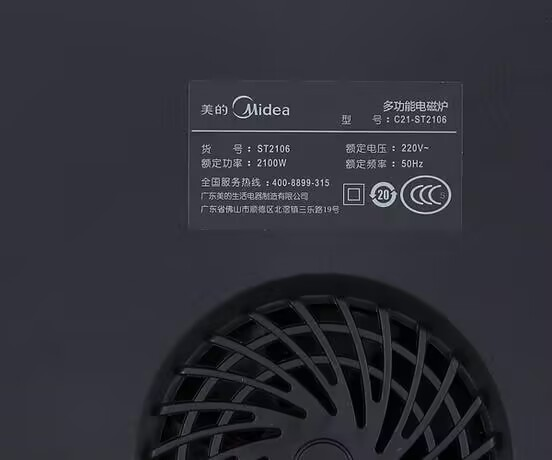 美的 Midea 多功能电磁炉
型 号：C21-ST2106
货 号：ST2106 额定电压：220V~
额定功率：2100W 额定频率：50Hz
全国服务热线：400-8899-315
广东美的生活电器制造有限公司
广东省佛山市顺德区北滘镇三乐路19号
20 CCC S